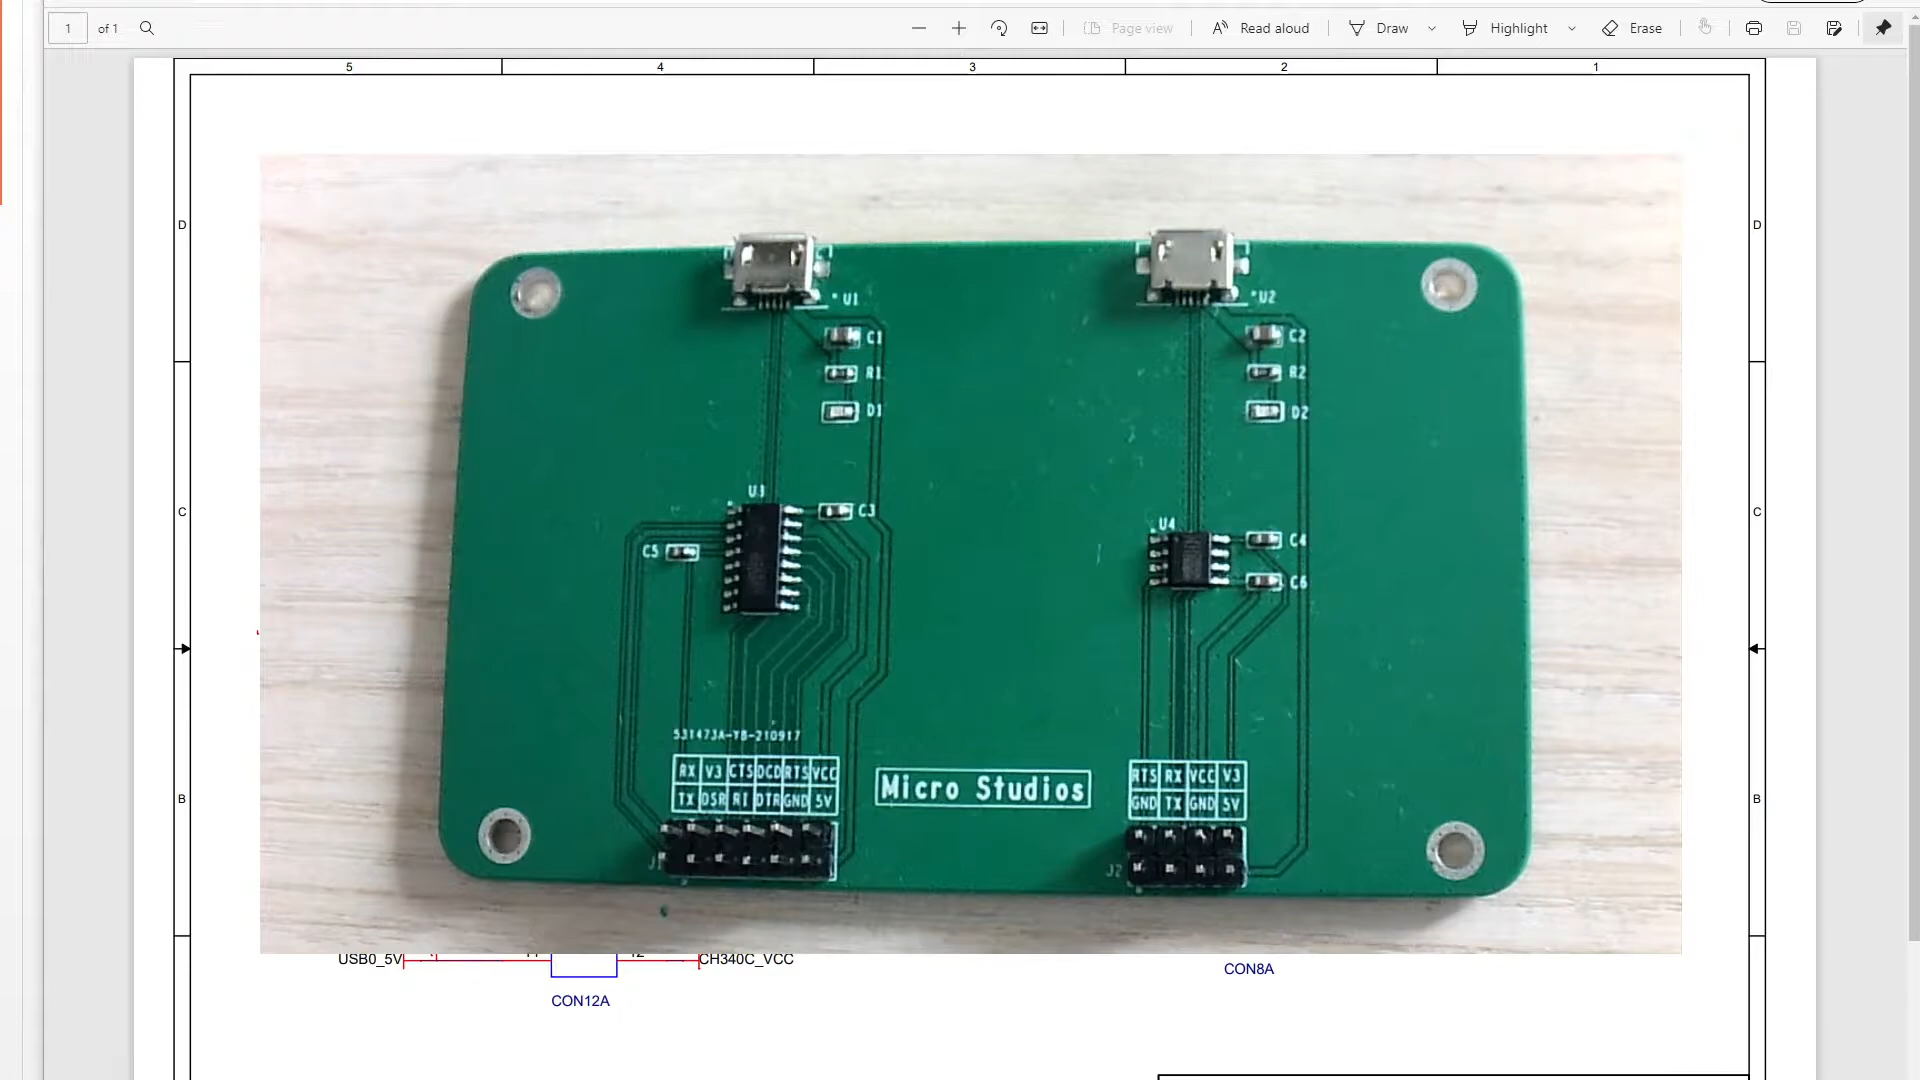 1 of 1 Page view Read aloud Draw Highlight Erase
5 4 3 2 1
D D
U1 U2
C1 C2
R1 R2
D1 D2
U3
C C
C3
U4
C4
C5
C6
531473A-YB-210917
RX V3 CTS DCD RTS VCC
TX DSR RI DTR GND 5V
Micro Studios
RTS RX VCC V3
GND TX GND 5V
B B
J2
USB0_5V CH340C_VCC
CON8A
CON12A